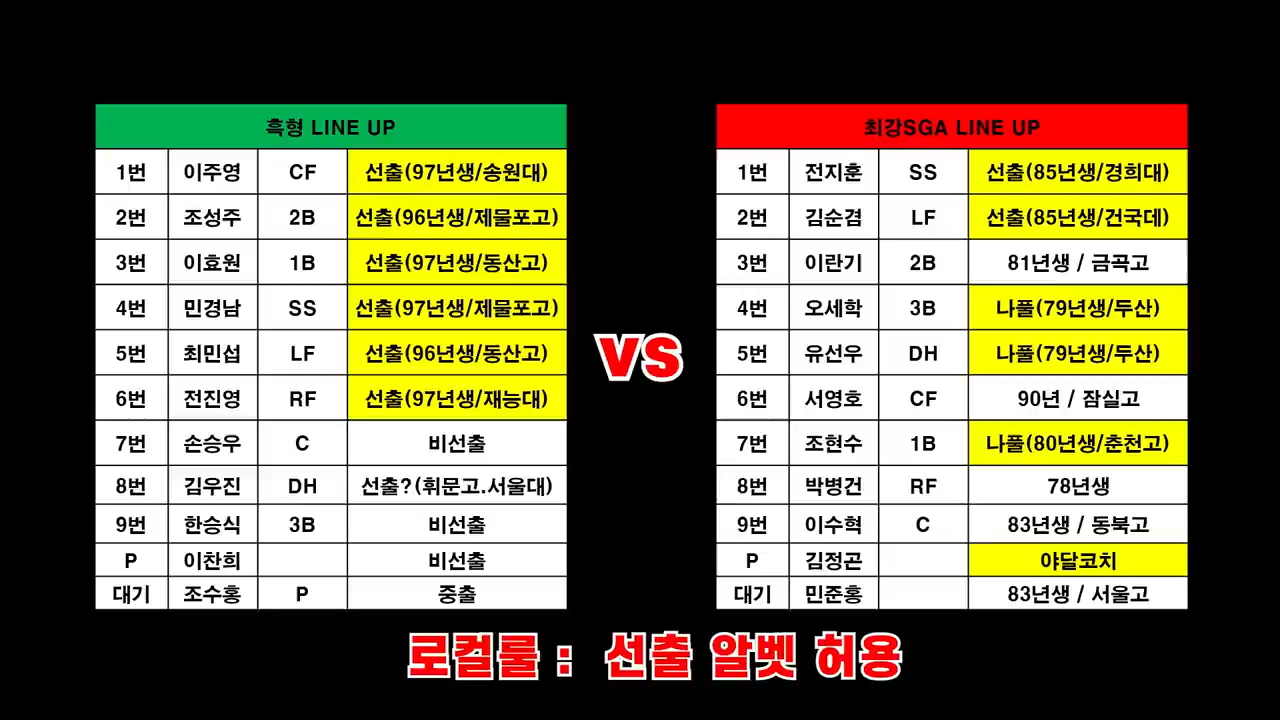 흑형 LINE UP
1번 이주영 CF 선출(97년생/송원대)
2번 조성주 2B 선출(96년생/제물포고)
3번 이효원 1B 선출(97년생/동산고)
4번 민경남 SS 선출(97년생/제물포고)
5번 최민섭 LF 선출(96년생/동산고)
6번 전진영 RF 선출(97년생/재능대)
7번 손승우 C 비선출
8번 김우진 DH 선출?(휘문고.서울대)
9번 한승식 3B 비선출
P 이찬희 비선출
대기 조수홍 P 중출
VS
최강SGA LINE UP
1번 전지훈 SS 선출(85년생/경희대)
2번 김순겸 LF 선출(85년생/건국데)
3번 이란기 2B 81년생 / 금곡고
4번 오세학 3B 나풀(79년생/두산)
5번 유선우 DH 나풀(79년생/두산)
6번 서영호 CF 90년 / 잠실고
7번 조현수 1B 나풀(80년생/춘천고)
8번 박병건 RF 78년생
9번 이수혁 C 83년생 / 동북고
P 김정곤 야달코치
대기 민준홍 83년생 / 서울고
로컬룰 : 선출 알벳 허용